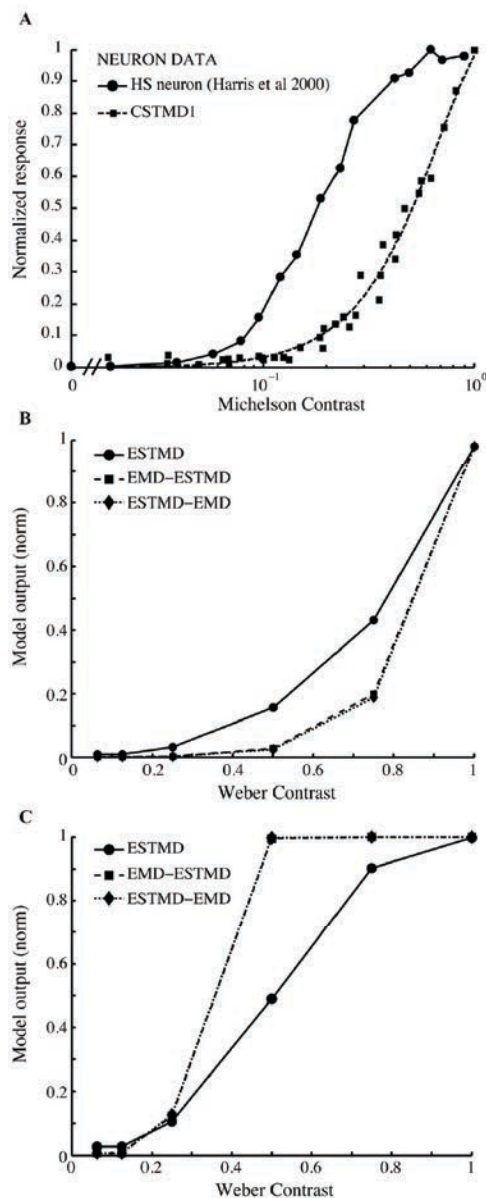 A
1
0.9
0.8
0.7
0.6
0.5
0.4
0.3
0.2
0.1
0
Normalized response
NEURON DATA
HS neuron (Harris et al 2000)
CSTMD1
0
10⁻¹
10⁰
Michelson Contrast
B
1
0.8
0.6
0.4
0.2
0
Model output (norm)
ESTMD
EMD–ESTMD
ESTMD–EMD
0
0.2
0.4
0.6
0.8
1
Weber Contrast
C
1
0.8
0.6
0.4
0.2
0
Model output (norm)
ESTMD
EMD–ESTMD
ESTMD–EMD
0
0.2
0.4
0.6
0.8
1
Weber Contrast